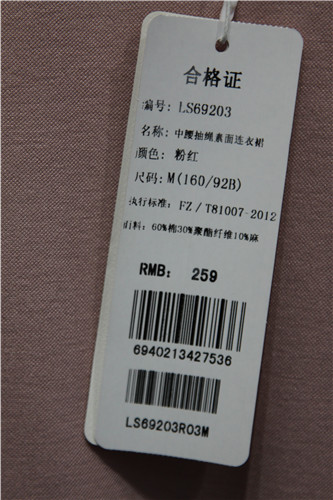 合格证
编号: LS69203
名称: 中腰抽绳素面连衣裙
颜色: 粉红
尺码: M(160/92B)
执行标准: FZ/T81007-2012
面料: 60%棉30%聚酯纤维10%麻
RMB: 259
6940213427536
LS69203R03M